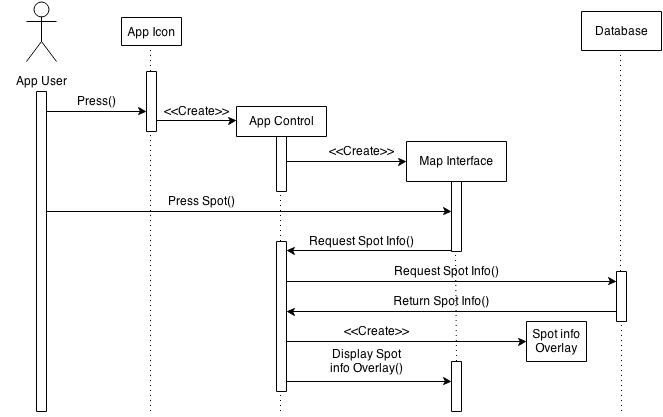 App Icon
Database
App User
Press()
<<Create>>
App Control
<<Create>>
Map Interface
Press Spot()
Request Spot Info()
Request Spot Info()
Return Spot Info()
<<Create>>
Spot info
Overlay
Display Spot
info Overlay()